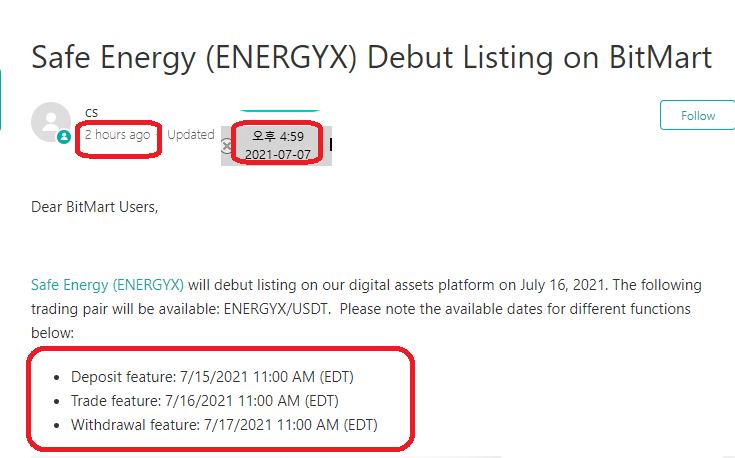 Safe Energy (ENERGYX) Debut Listing on BitMart
CS
2 hours ago · Updated
오후 4:59
2021-07-07
Follow
Dear BitMart Users,
Safe Energy (ENERGYX) will debut listing on our digital assets platform on July 16, 2021. The following
trading pair will be available: ENERGYX/USDT.  Please note the available dates for different functions
below:
• Deposit feature: 7/15/2021 11:00 AM (EDT)
• Trade feature: 7/16/2021 11:00 AM (EDT)
• Withdrawal feature: 7/17/2021 11:00 AM (EDT)